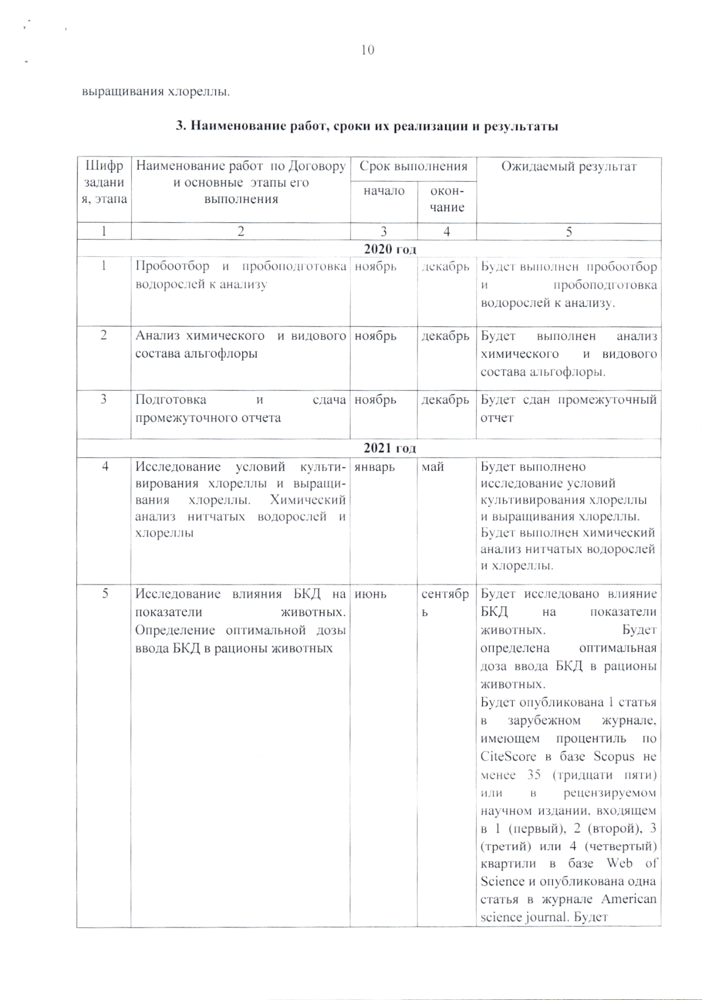 10
выращивания хлореллы.
3. Наименование работ, сроки их реализации и результаты
Шифр
задани
я, этапа
Наименование работ по Договору
и основные этапы его
выполнения
Срок выполнения
начало
окон-
чание
Ожидаемый результат
1
2
3
4
5
2020 год
1
Пробоотбор и пробоподготовка
водорослей к анализу
ноябрь
декабрь
Будет выполнен пробоотбор
и пробоподготовка
водорослей к анализу.
2
Анализ химического и видового
состава альгофлоры
ноябрь
декабрь
Будет выполнен анализ
химического и видового
состава альгофлоры.
3
Подготовка и сдача
промежуточного отчета
ноябрь
декабрь
Будет сдан промежуточный
отчет
2021 год
4
Исследование условий культи-
вирования хлореллы и выращи-
вания хлореллы. Химический
анализ нитчатых водорослей и
хлореллы
январь
май
Будет выполнено
исследование условий
культивирования хлореллы
и выращивания хлореллы.
Будет выполнен химический
анализ нитчатых водорослей
и хлореллы.
5
Исследование влияния БКД на
показатели животных.
Определение оптимальной дозы
ввода БКД в рационы животных
июнь
сентябр
ь
Будет исследовано влияние
БКД на показатели
животных. Будет
определена оптимальная
доза ввода БКД в рационы
животных.
Будет опубликована 1 статья
в зарубежном журнале,
имеющем процентиль по
CiteScore в базе Scopus не
менее 35 (тридцати пяти)
или в рецензируемом
научном издании, входящем
в 1 (первый), 2 (второй), 3
(третий) или 4 (четвертый)
квартили в базе Web of
Science и опубликована одна
статья в журнале American
science journal. Будет